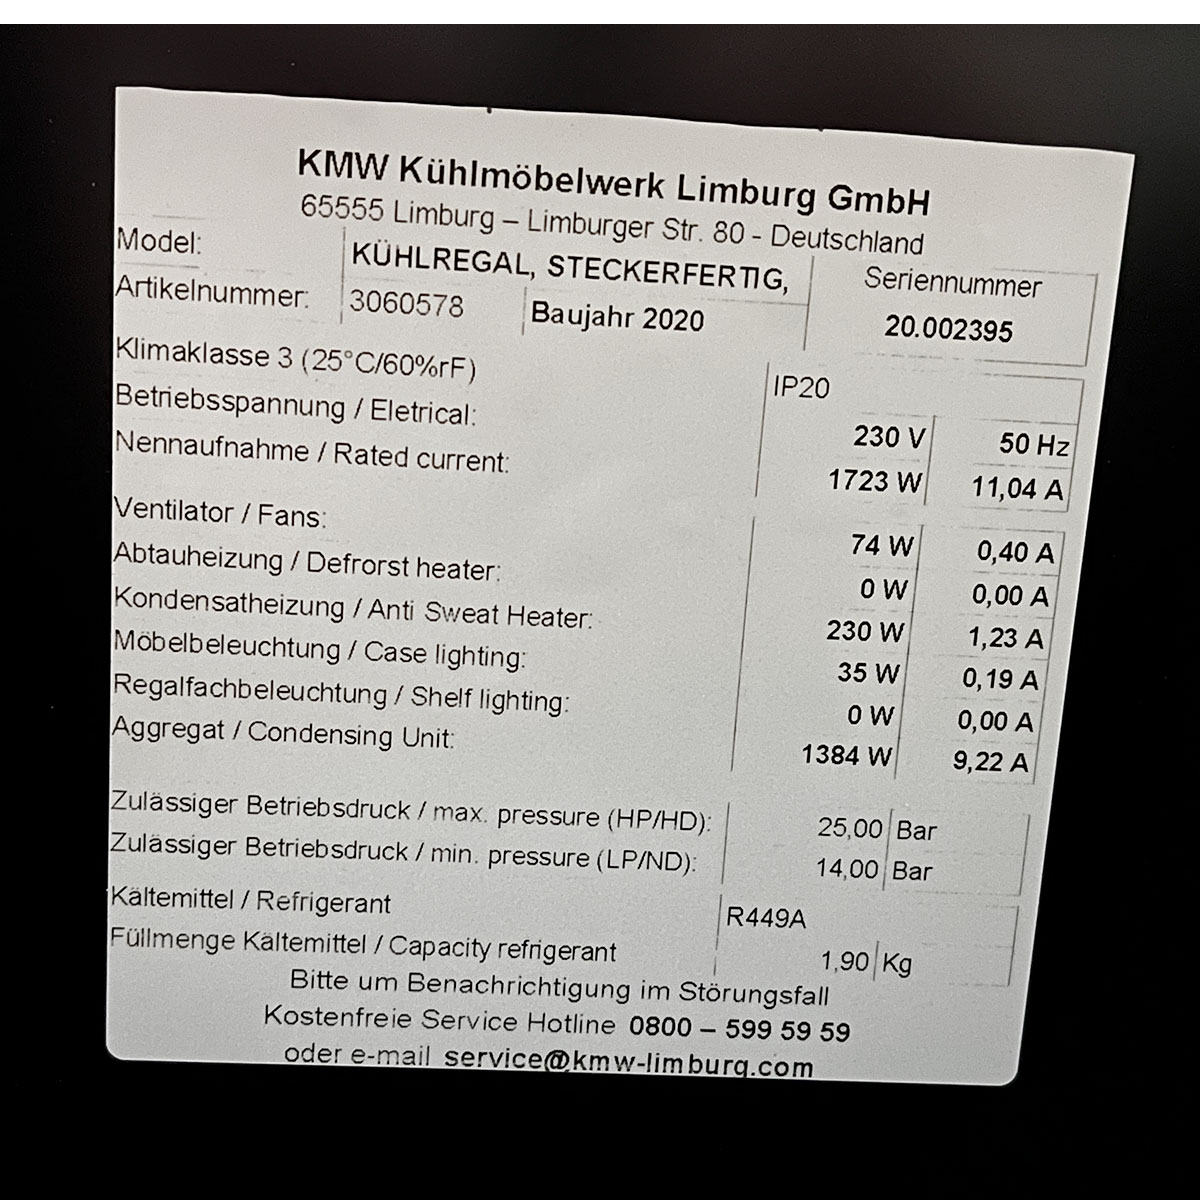 KMW Kühlmöbelwerk Limburg GmbH
65555 Limburg – Limburger Str. 80 - Deutschland
Model: KÜHLREGAL, STECKERFERTIG, Seriennummer
Artikelnummer: 3060578 Baujahr 2020 20.002395
Klimaklasse 3 (25°C/60%rF) IP20
Betriebsspannung / Eletrical: 230 V 50 Hz
Nennaufnahme / Rated current: 1723 W 11,04 A
Ventilator / Fans: 74 W 0,40 A
Abtauheizung / Defrorst heater: 0 W 0,00 A
Kondensatheizung / Anti Sweat Heater: 230 W 1,23 A
Möbelbeleuchtung / Case lighting: 35 W 0,19 A
Regalfachbeleuchtung / Shelf lighting: 0 W 0,00 A
Aggregat / Condensing Unit: 1384 W 9,22 A
Zulässiger Betriebsdruck / max. pressure (HP/HD): 25,00 Bar
Zulässiger Betriebsdruck / min. pressure (LP/ND): 14,00 Bar
Kältemittel / Refrigerant R449A
Füllmenge Kältemittel / Capacity refrigerant 1,90 Kg
Bitte um Benachrichtigung im Störungsfall
Kostenfreie Service Hotline 0800 – 599 59 59
oder e-mail service@kmw-limburg.com